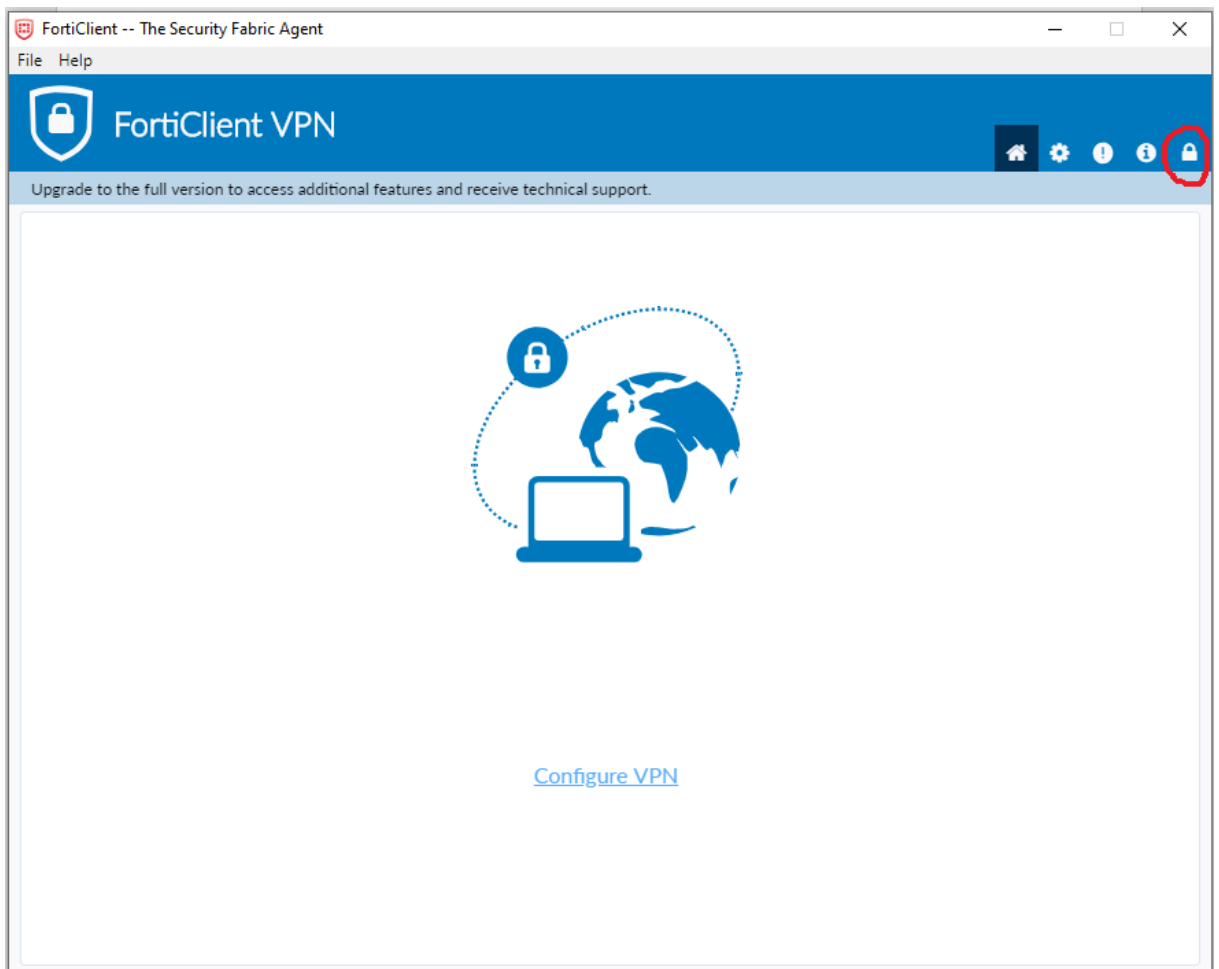 FortiClient -- The Security Fabric Agent
File Help
FortiClient VPN
Upgrade to the full version to access additional features and receive technical support.
Configure VPN